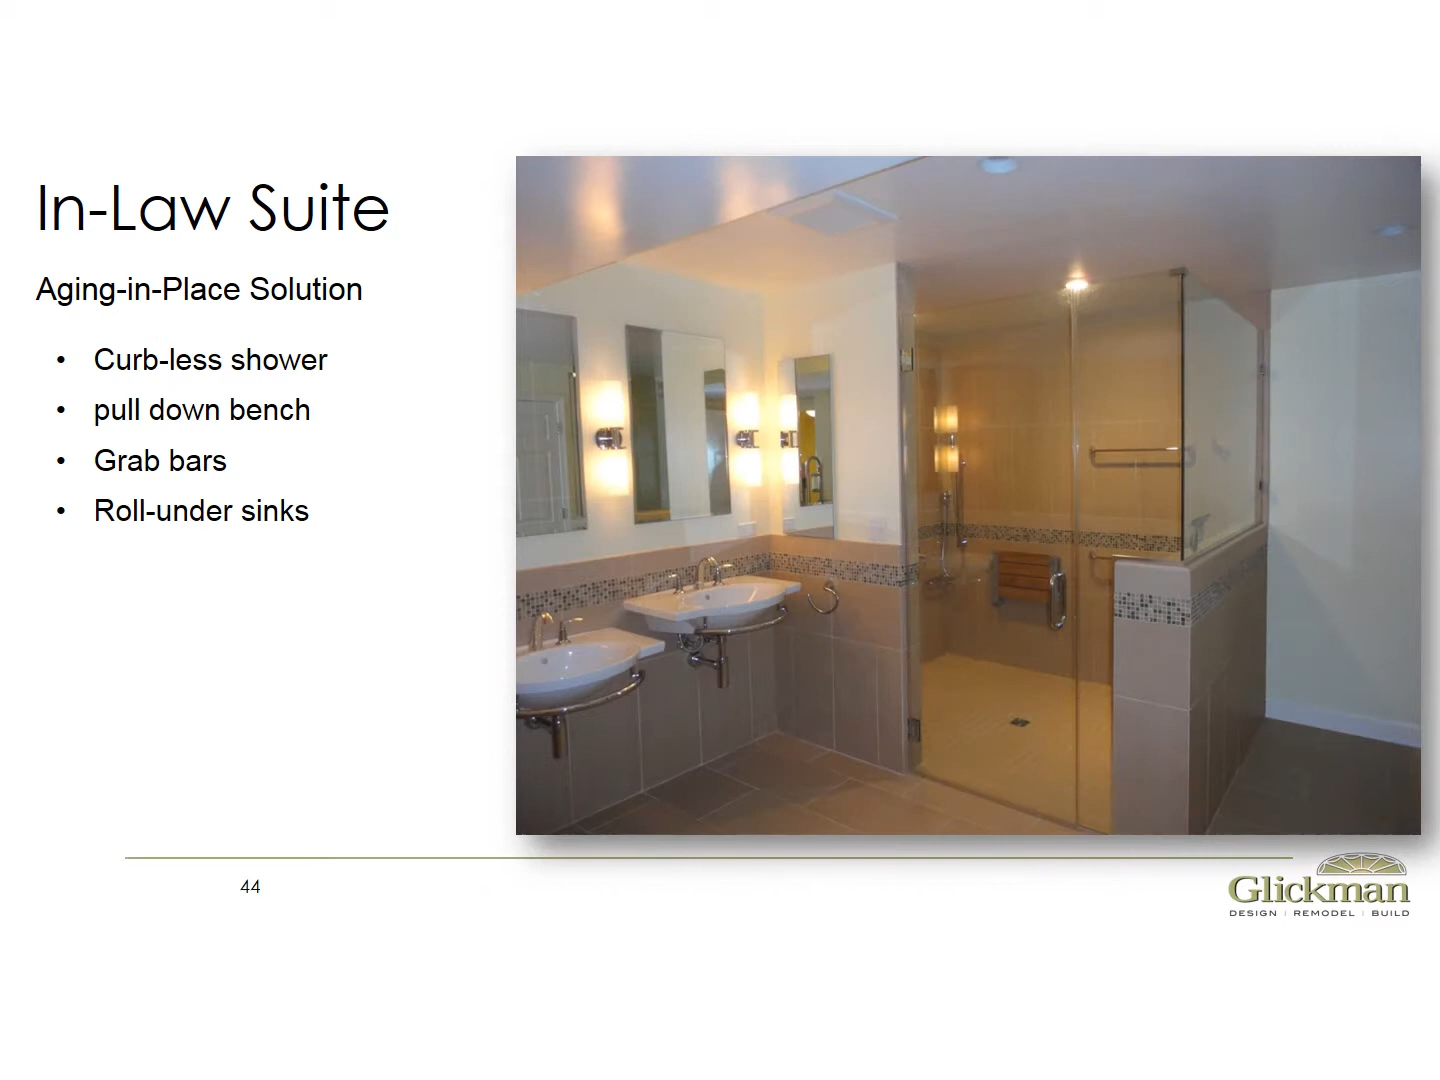 In-Law Suite
Aging-in-Place Solution
• Curb-less shower
• pull down bench
• Grab bars
• Roll-under sinks
44
Glickman
DESIGN | REMODEL | BUILD